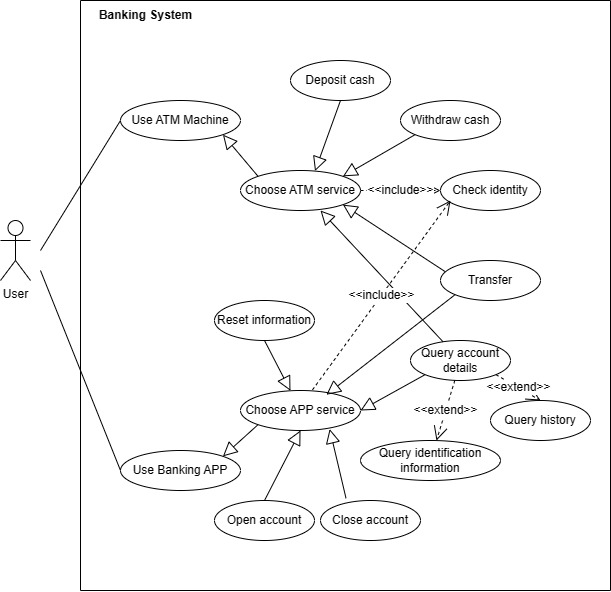 Banking System
Deposit cash
Use ATM Machine
Withdraw cash
Choose ATM service
<<include>>
Check identity
User
Transfer
<<include>>
Reset information
Query account
details
<<extend>>
Choose APP service
<<extend>>
Query history
Query identification
information
Use Banking APP
Open account
Close account